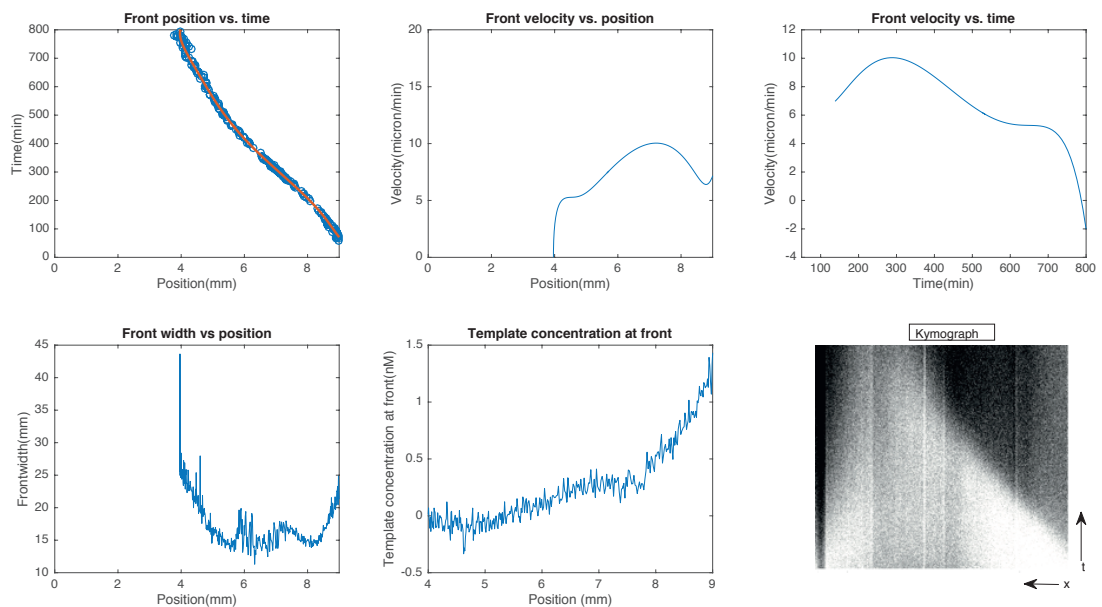 Front position vs. time
800
700
600
500
400
300
200
100
0
0 2 4 6 8
Time(min)
Position(mm)
Front velocity vs. position
20
15
10
5
0
0 2 4 6 8
Velocity(micron/min)
Position(mm)
Front velocity vs. time
12
10
8
6
4
2
0
-2
-4
100 200 300 400 500 600 700 800
Velocity(micron/min)
Time(min)
Front width vs position
45
40
35
30
25
20
15
10
0 2 4 6 8
Frontwidth(mm)
Position(mm)
Template concentration at front
1.5
1
0.5
0
-0.5
4 5 6 7 8 9
Template concentration at front(nM)
Position (mm)
Kymograph
t
x